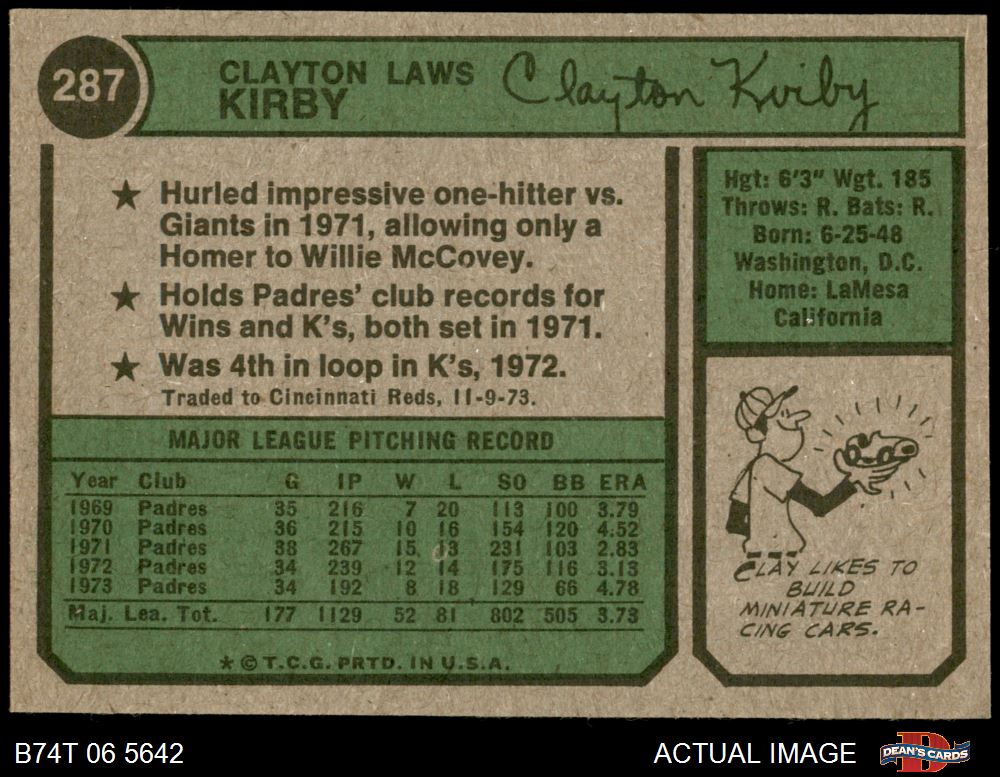 287
CLAYTON LAWS
KIRBY
Clayton Kirby
★ Hurled impressive one-hitter vs.
Giants in 1971, allowing only a
Homer to Willie McCovey.
★ Holds Padres' club records for
Wins and K's, both set in 1971.
★ Was 4th in loop in K's, 1972.
Traded to Cincinnati Reds, 11-9-73.
MAJOR LEAGUE PITCHING RECORD
Year Club G IP W L SO BB ERA
1969 Padres 35 216 7 20 113 100 3.79
1970 Padres 36 215 10 16 154 120 4.52
1971 Padres 38 267 15 13 231 103 2.83
1972 Padres 34 239 12 14 175 116 3.13
1973 Padres 34 192 8 18 129 66 4.78
Maj. Lea. Tot. 177 1129 52 81 802 505 3.73
★ © T.C.G. PRTD. IN U.S.A.
Hgt: 6'3" Wgt. 185
Throws: R. Bats: R.
Born: 6-25-48
Washington, D.C.
Home: LaMesa
California
CLAY LIKES TO
BUILD
MINIATURE RA-
CING CARS.
B74T 06 5642
ACTUAL IMAGE
DEAN'S CARDS